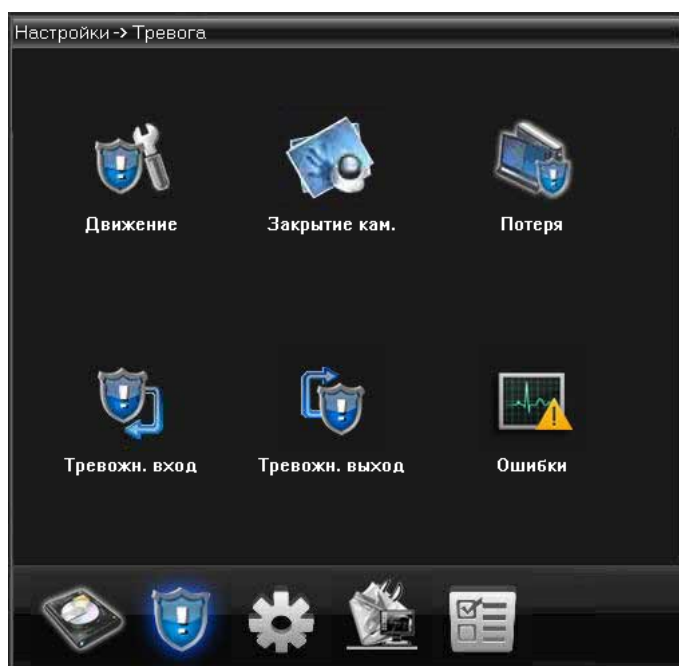 Настройки -> Тревога
Движение
Закрытие кам.
Потеря
Тревожн. вход
Тревожн. выход
Ошибки